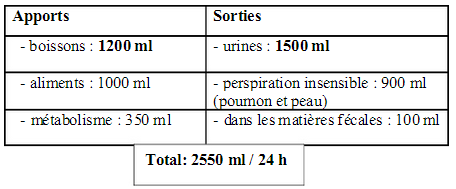 Apports Sorties
- boissons : 1200 ml - urines : 1500 ml
- aliments : 1000 ml - perspiration insensible : 900 ml
(poumon et peau)
- métabolisme : 350 ml - dans les matières fécales : 100 ml
Total: 2550 ml / 24 h